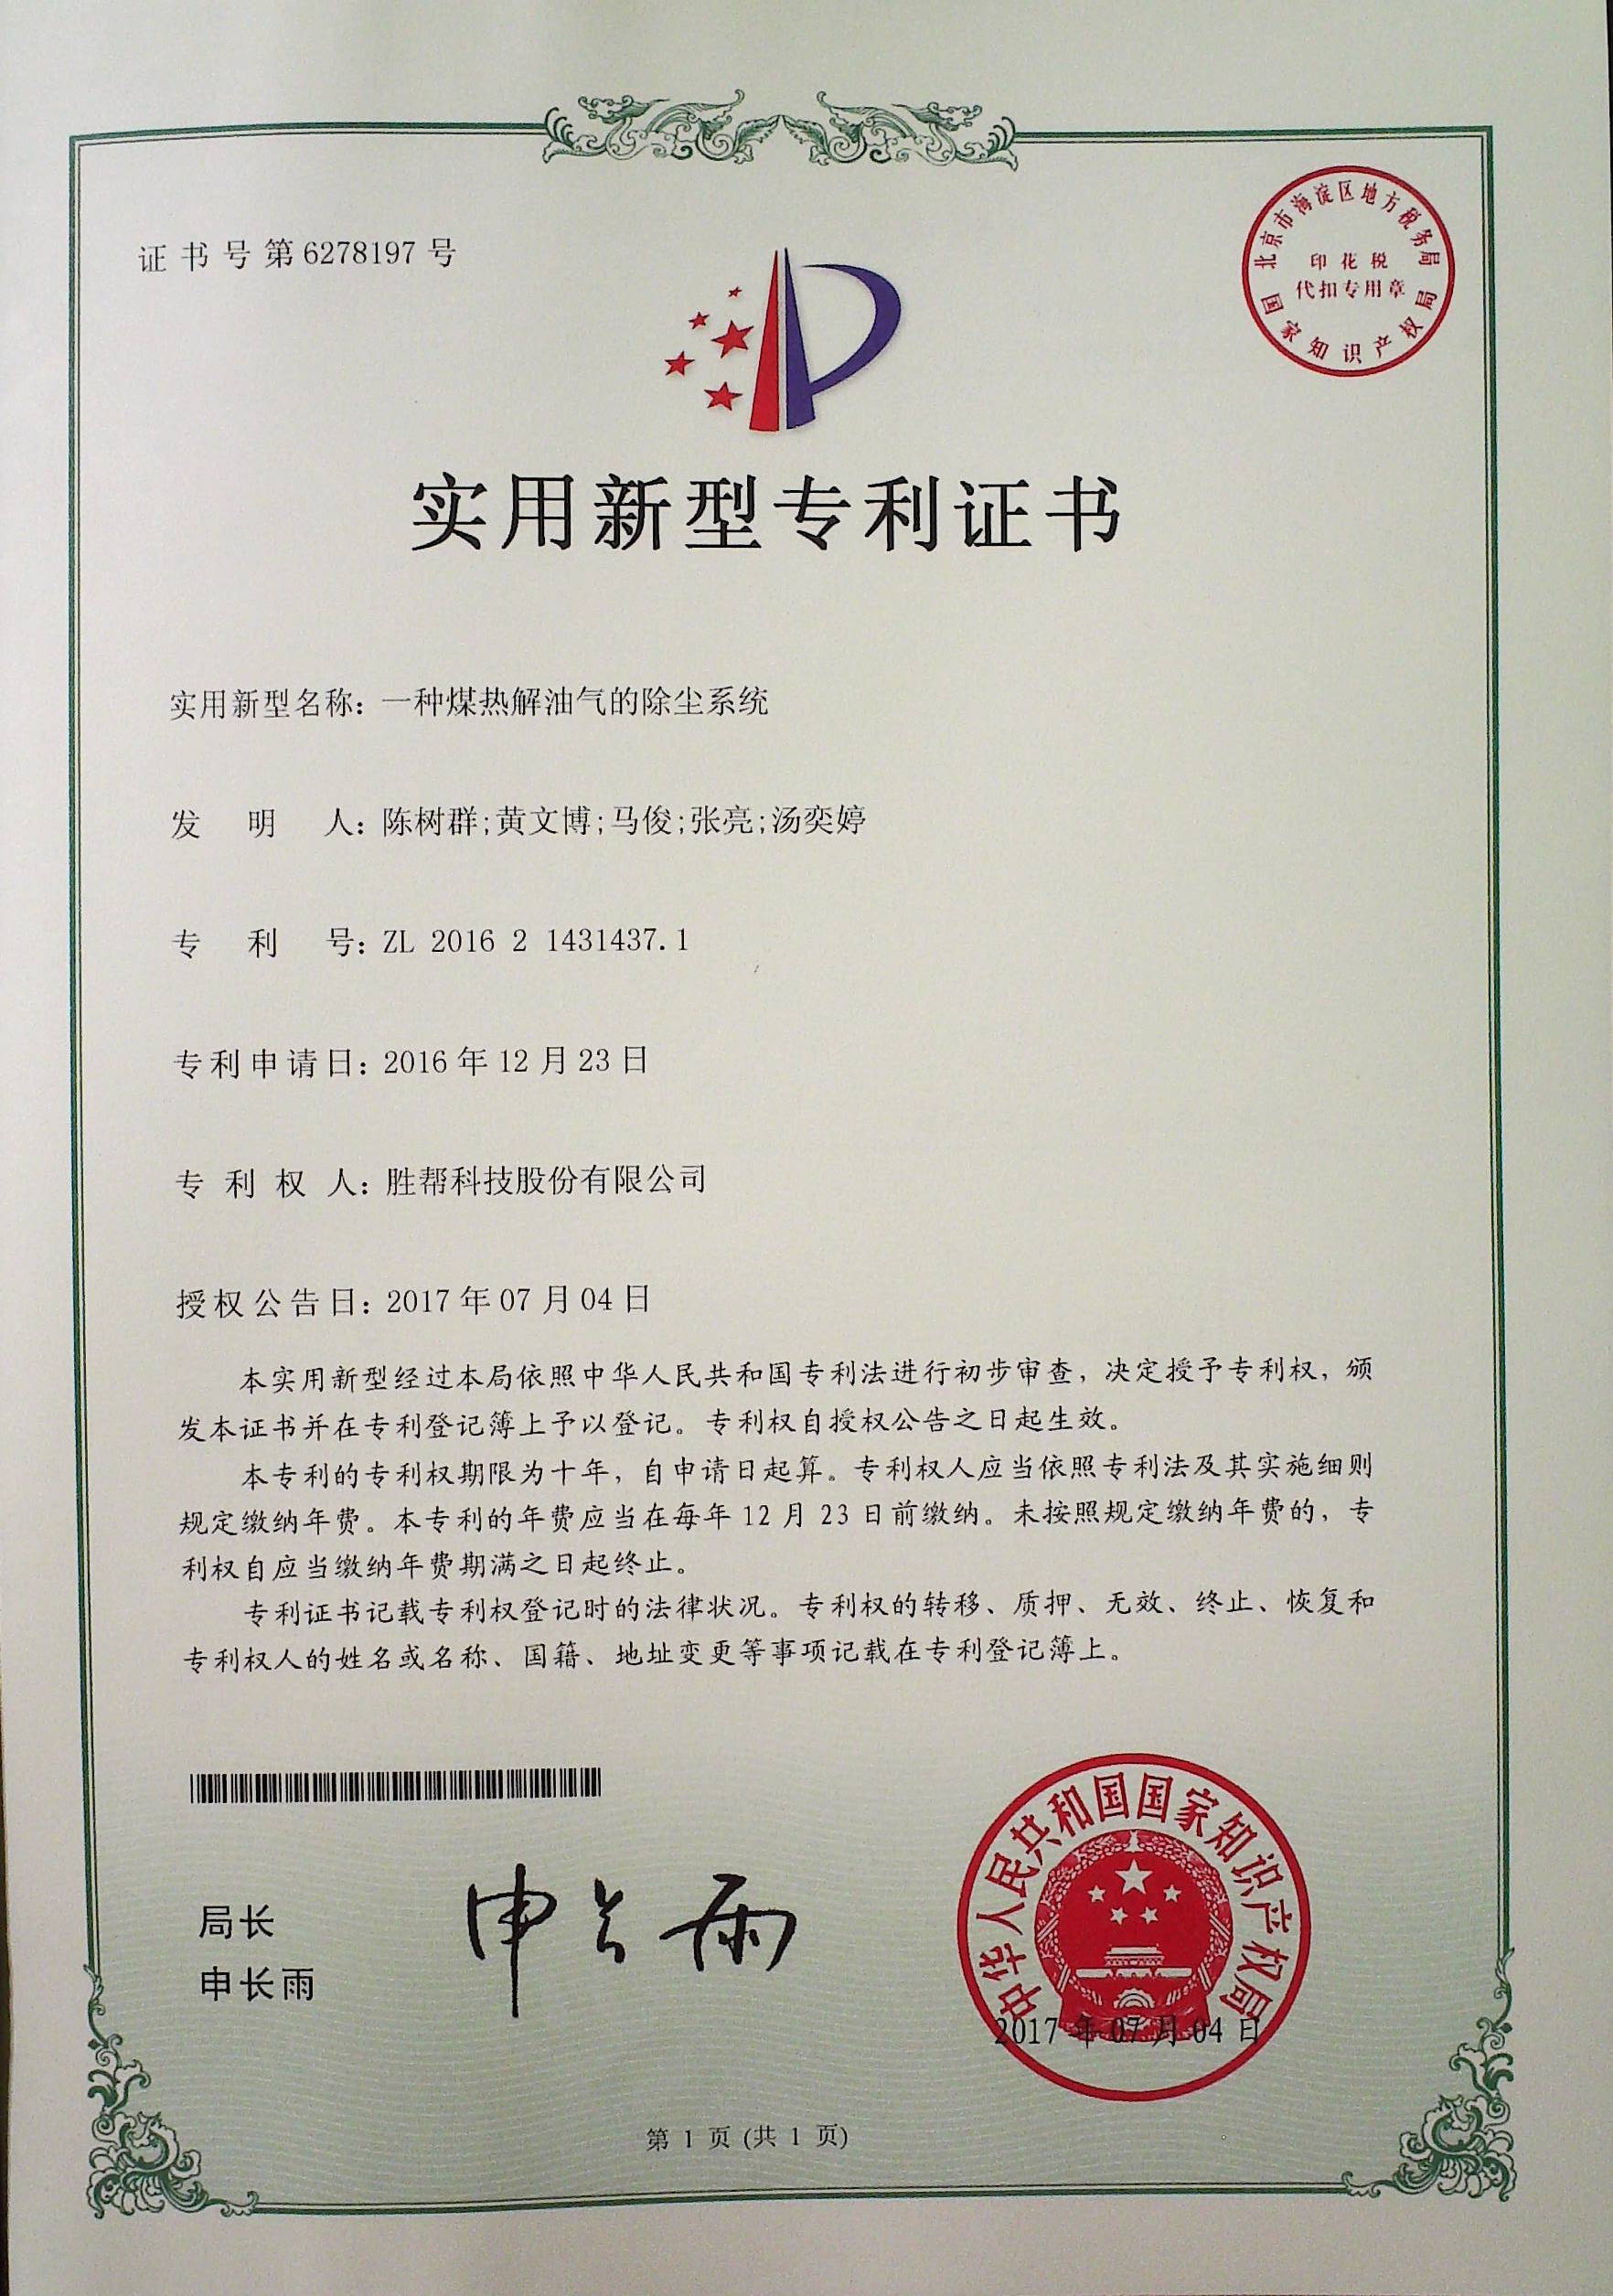 证书号第6278197号
北京市海淀区地方税务局
印花税
代扣专用章
国家知识产权局
实用新型专利证书
实用新型名称：一种煤热解油气的除尘系统
发明人：陈树群;黄文博;马俊;张亮;汤奕婷
专利号：ZL 2016 2 1431437.1
专利申请日：2016年12月23日
专利权人：胜帮科技股份有限公司
授权公告日：2017年07月04日
本实用新型经过本局依照中华人民共和国专利法进行初步审查，决定授予专利权，颁
发本证书并在专利登记簿上予以登记。专利权自授权公告之日起生效。
本专利的专利权期限为十年，自申请日起算。专利权人应当依照专利法及其实施细则
规定缴纳年费。本专利的年费应当在每年12月23日前缴纳。未按照规定缴纳年费的，专
利权自应当缴纳年费期满之日起终止。
专利证书记载专利权登记时的法律状况。专利权的转移、质押、无效、终止、恢复和
专利权人的姓名或名称、国籍、地址变更等事项记载在专利登记簿上。
局长
申长雨
申长雨
中华人民共和国国家知识产权局
2017年07月04日
第 1 页 (共 1 页)